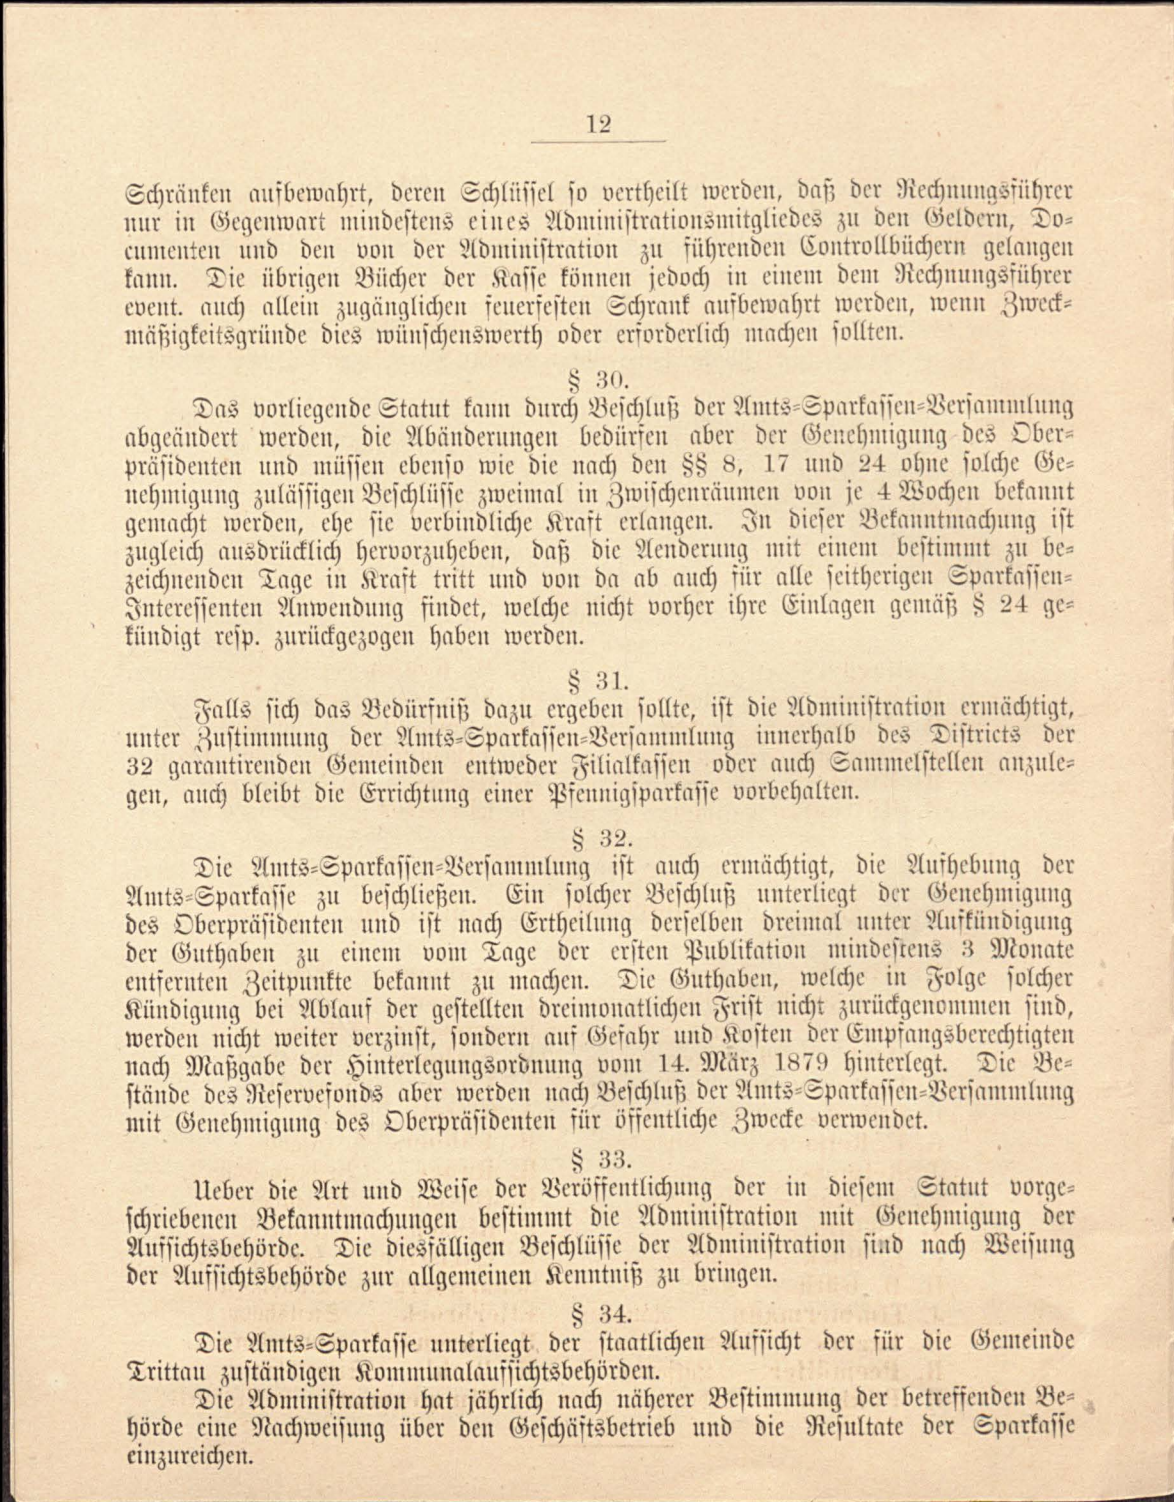 12
Schränken aufbewahrt, deren Schlüssel so vertheilt werden, daß der Rechnungsführer
nur in Gegenwart mindestens eines Administrationsmitgliedes zu den Geldern, Do-
cumenten und den von der Administration zu führenden Controllbüchern gelangen
kann. Die übrigen Bücher der Kasse können jedoch in einem dem Rechnungsführer
event. auch allein zugänglichen feuerfesten Schrank aufbewahrt werden, wenn Zweck-
mäßigkeitsgründe dies wünschenswerth oder erforderlich machen sollten.
§ 30.
Das vorliegende Statut kann durch Beschluß der Amts-Sparkassen-Versammlung
abgeändert werden, die Abänderungen bedürfen aber der Genehmigung des Ober-
präsidenten und müssen ebenso wie die nach den §§ 8, 17 und 24 ohne solche Ge-
nehmigung zulässigen Beschlüsse zweimal in Zwischenräumen von je 4 Wochen bekannt
gemacht werden, ehe sie verbindliche Kraft erlangen. In dieser Bekanntmachung ist
zugleich ausdrücklich hervorzuheben, daß die Aenderung mit einem bestimmt zu be-
zeichnenden Tage in Kraft tritt und von da ab auch für alle seitherigen Sparkassen-
Interessenten Anwendung findet, welche nicht vorher ihre Einlagen gemäß § 24 ge-
kündigt resp. zurückgezogen haben werden.
§ 31.
Falls sich das Bedürfniß dazu ergeben sollte, ist die Administration ermächtigt,
unter Zustimmung der Amts-Sparkassen-Versammlung innerhalb des Districts der
32 garantirenden Gemeinden entweder Filialkassen oder auch Sammelstellen anzule-
gen, auch bleibt die Errichtung einer Pfennigsparkasse vorbehalten.
§ 32.
Die Amts-Sparkassen-Versammlung ist auch ermächtigt, die Aufhebung der
Amts-Sparkasse zu beschließen. Ein solcher Beschluß unterliegt der Genehmigung
des Oberpräsidenten und ist nach Ertheilung derselben dreimal unter Aufkündigung
der Guthaben zu einem vom Tage der ersten Publikation mindestens 3 Monate
entfernten Zeitpunkte bekannt zu machen. Die Guthaben, welche in Folge solcher
Kündigung bei Ablauf der gestellten dreimonatlichen Frist nicht zurückgenommen sind,
werden nicht weiter verzinst, sondern auf Gefahr und Kosten der Empfangsberechtigten
nach Maßgabe der Hinterlegungsordnung vom 14. März 1879 hinterlegt. Die Be-
stände des Reservefonds aber werden nach Beschluß der Amts-Sparkassen-Versammlung
mit Genehmigung des Oberpräsidenten für öffentliche Zwecke verwendet.
§ 33.
Ueber die Art und Weise der Veröffentlichung der in diesem Statut vorge-
schriebenen Bekanntmachungen bestimmt die Administration mit Genehmigung der
Aufsichtsbehörde. Die diesfälligen Beschlüsse der Administration sind nach Weisung
der Aufsichtsbehörde zur allgemeinen Kenntniß zu bringen.
§ 34.
Die Amts-Sparkasse unterliegt der staatlichen Aufsicht der für die Gemeinde
Trittau zuständigen Kommunalaufsichtsbehörden.
Die Administration hat jährlich nach näherer Bestimmung der betreffenden Be-
hörde eine Nachweisung über den Geschäftsbetrieb und die Resultate der Sparkasse
einzureichen.